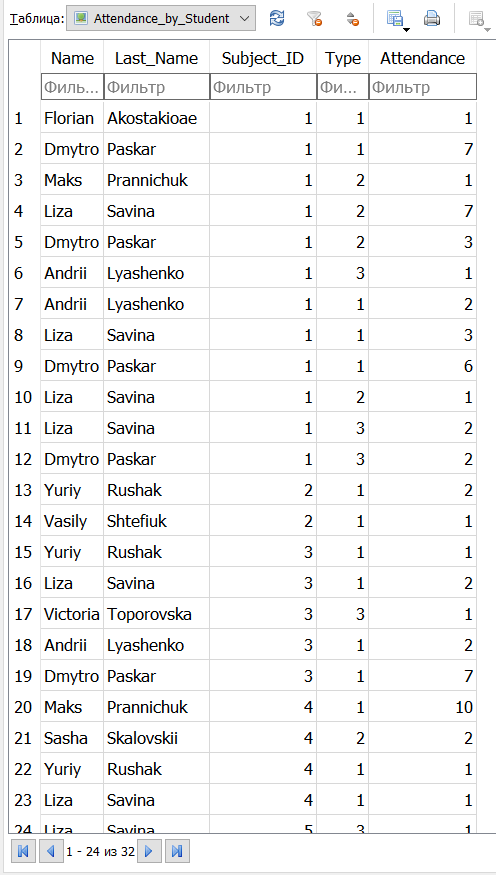 Таблица: Attendance_by_Student
Name Last_Name Subject_ID Type Attendance
Филь... Фильтр Фильтр Фи... Фильтр
1 Florian Akostakioae 1 1 1
2 Dmytro Paskar 1 1 7
3 Maks Prannichuk 1 2 1
4 Liza Savina 1 2 7
5 Dmytro Paskar 1 2 3
6 Andrii Lyashenko 1 3 1
7 Andrii Lyashenko 1 1 2
8 Liza Savina 1 1 3
9 Dmytro Paskar 1 1 6
10 Liza Savina 1 2 1
11 Liza Savina 1 3 2
12 Dmytro Paskar 1 3 2
13 Yuriy Rushak 2 1 2
14 Vasily Shtefiuk 2 1 1
15 Yuriy Rushak 3 1 1
16 Liza Savina 3 1 2
17 Victoria Toporovska 3 3 1
18 Andrii Lyashenko 3 1 2
19 Dmytro Paskar 3 1 7
20 Maks Prannichuk 4 1 10
21 Sasha Skalovskii 4 2 2
22 Yuriy Rushak 4 1 1
23 Liza Savina 4 1 1
24 Liza Savina 5 3 1
1 - 24 из 32